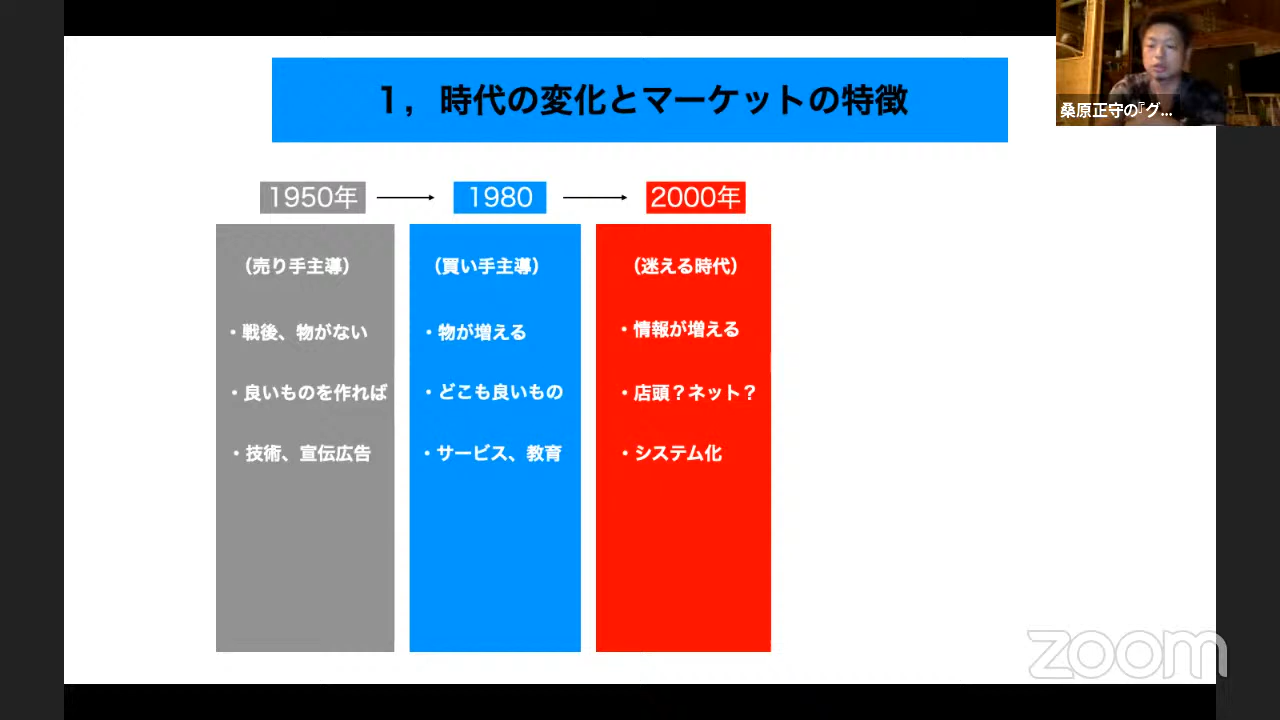 1，時代の変化とマーケットの特徴
桑原正守の『グ...
1950年
1980
2000年
（売り手主導）
・戦後、物がない
・良いものを作れば
・技術、宣伝広告
（買い手主導）
・物が増える
・どこも良いもの
・サービス、教育
（迷える時代）
・情報が増える
・店頭？ネット？
・システム化
zoom